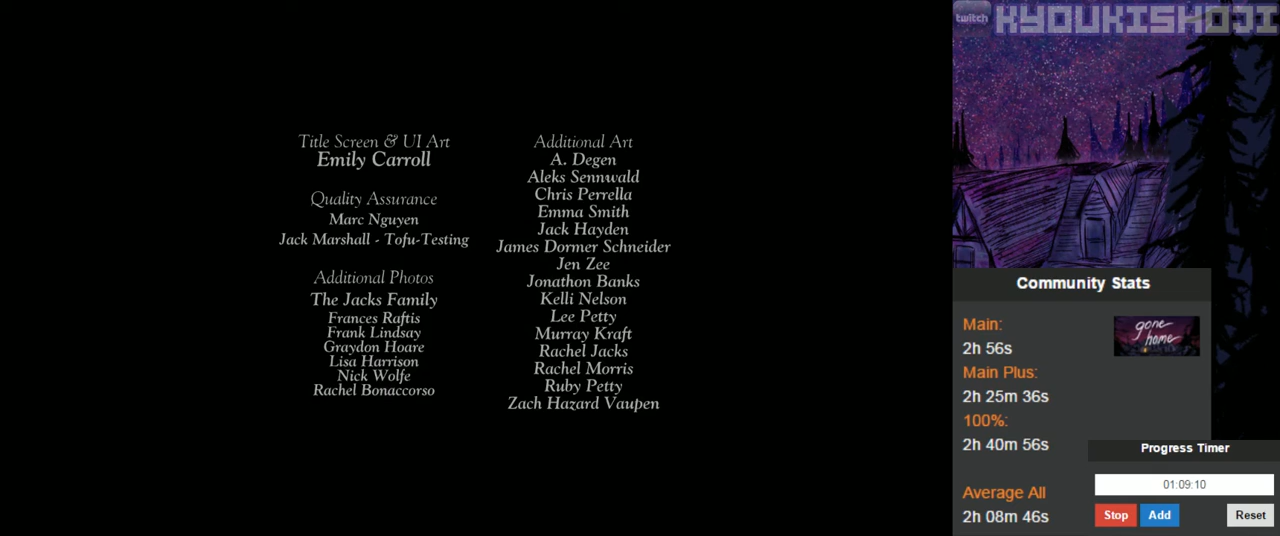 Title Screen & UI Art
Emily Carroll
Quality Assurance
Marc Nguyen
Jack Marshall - Tofu-Testing
Additional Photos
The Jacks Family
Frances Raftis
Frank Lindsay
Graydon Hoare
Lisa Harrison
Nick Wolfe
Rachel Bonaccorso
Additional Art
A. Degen
Aleks Sennwald
Chris Perrella
Emma Smith
Jack Hayden
James Dormer Schneider
Jen Zee
Jonathon Banks
Kelli Nelson
Lee Petty
Murray Kraft
Rachel Jacks
Rachel Morris
Ruby Petty
Zach Hazard Vaupen
twitch KYOUKISHOJI
Community Stats
Main:
2h 56s
gone
home
Main Plus:
2h 25m 36s
100%:
2h 40m 56s
Average All
2h 08m 46s
Progress Timer
01:09:10
Stop Add Reset